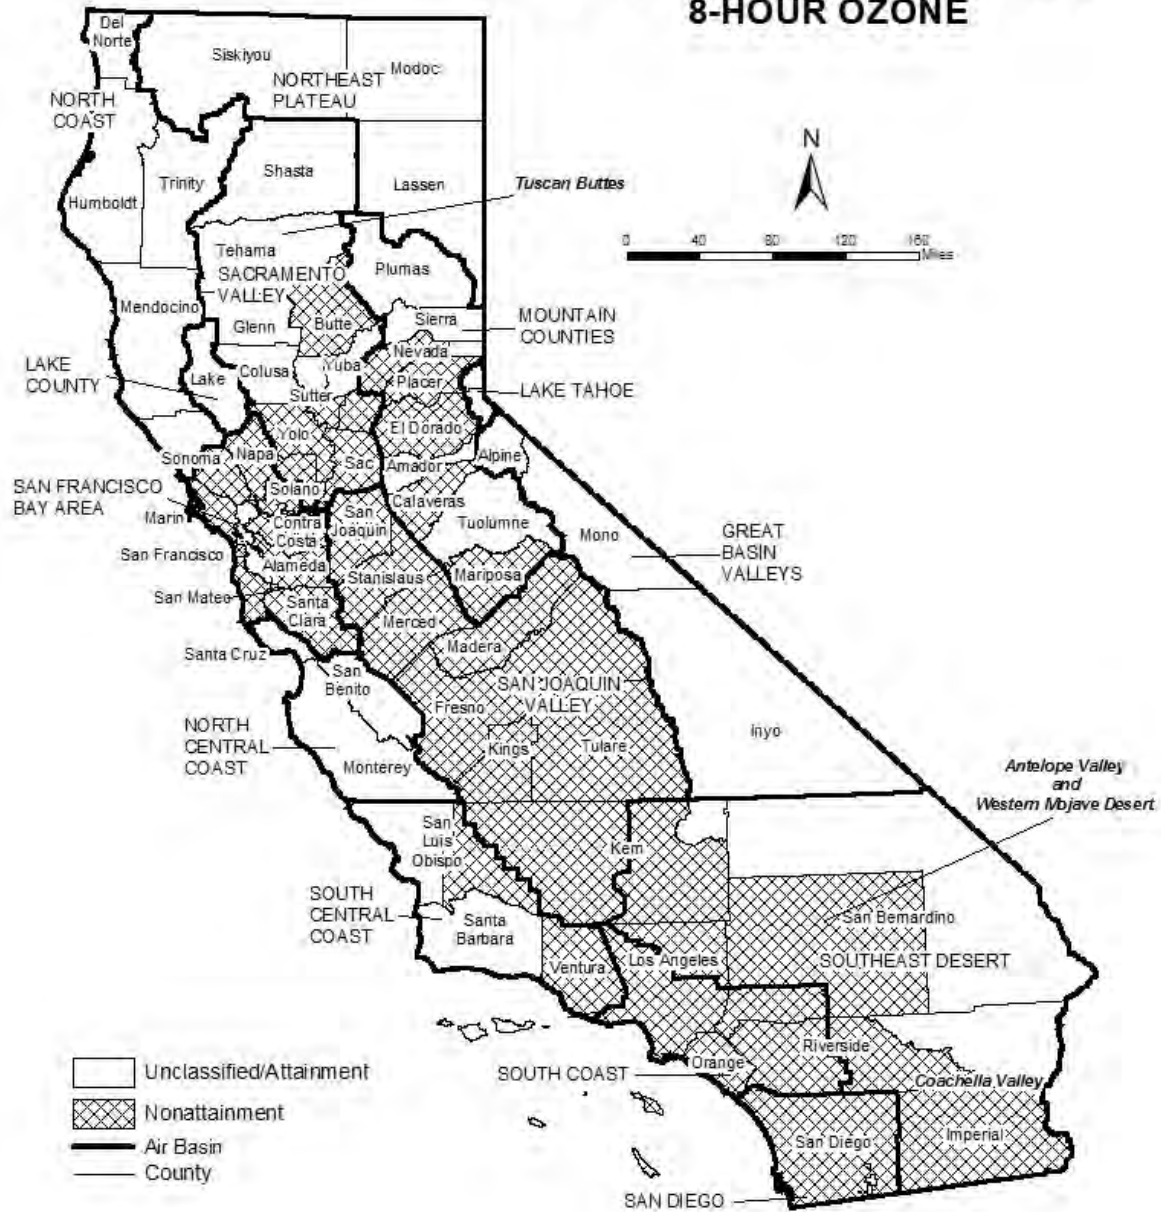 8-HOUR OZONE
Del
Norte
Siskiyou
Modoc
NORTHEAST
PLATEAU
NORTH
COAST
N
Shasta
Trinity
Lassen
Tuscan Buttes
Humboldt
0 40 80 120 160
Miles
Tehama
Plumas
SACRAMENTO
VALLEY
Mendocino
Glenn
Butte
Sierra
MOUNTAIN
COUNTIES
Nevada
LAKE
COUNTY
Lake
Colusa
Yuba
Placer
LAKE TAHOE
Sutter
El Dorado
Yolo
Sonoma
Napa
Sac
Amador
Alpine
SAN FRANCISCO
BAY AREA
Solano
Calaveras
Marin
Contra
Costa
San
Joaquin
Tuolumne
Mono
GREAT
BASIN
VALLEYS
San Francisco
Alameda
Stanislaus
Mariposa
San Mateo
Santa
Clara
Merced
Madera
Santa Cruz
San
Benito
SAN JOAQUIN
VALLEY
Fresno
NORTH
CENTRAL
COAST
Kings
Tulare
Inyo
Monterey
Antelope Valley
and
Western Mojave Desert
San
Luis
Obispo
Kern
SOUTH
CENTRAL
COAST
Santa
Barbara
San Bernardino
Ventura
Los Angeles
SOUTHEAST DESERT
Riverside
Orange
SOUTH COAST
Coachella Valley
San Diego
Imperial
SAN DIEGO
Unclassified/Attainment
Nonattainment
Air Basin
County